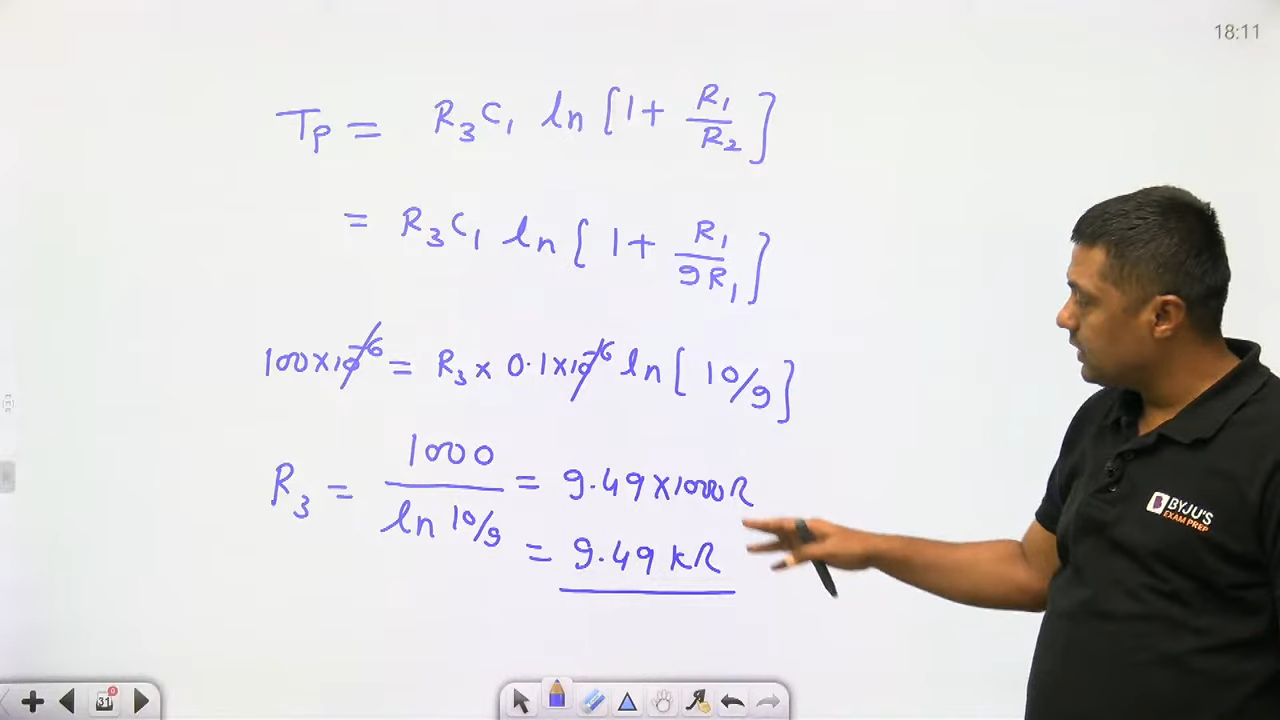 18:11
Tp = R3C1 ln [1 + R1/R2]
= R3C1 ln [1 + R1/9R1]
100×10^-6 = R3 × 0.1×10^-6 ln [10/9]
R3 = 1000/ln 10/9 = 9.49×1000Ω
= 9.49 kΩ
BYJU'S
EXAM PREP
31